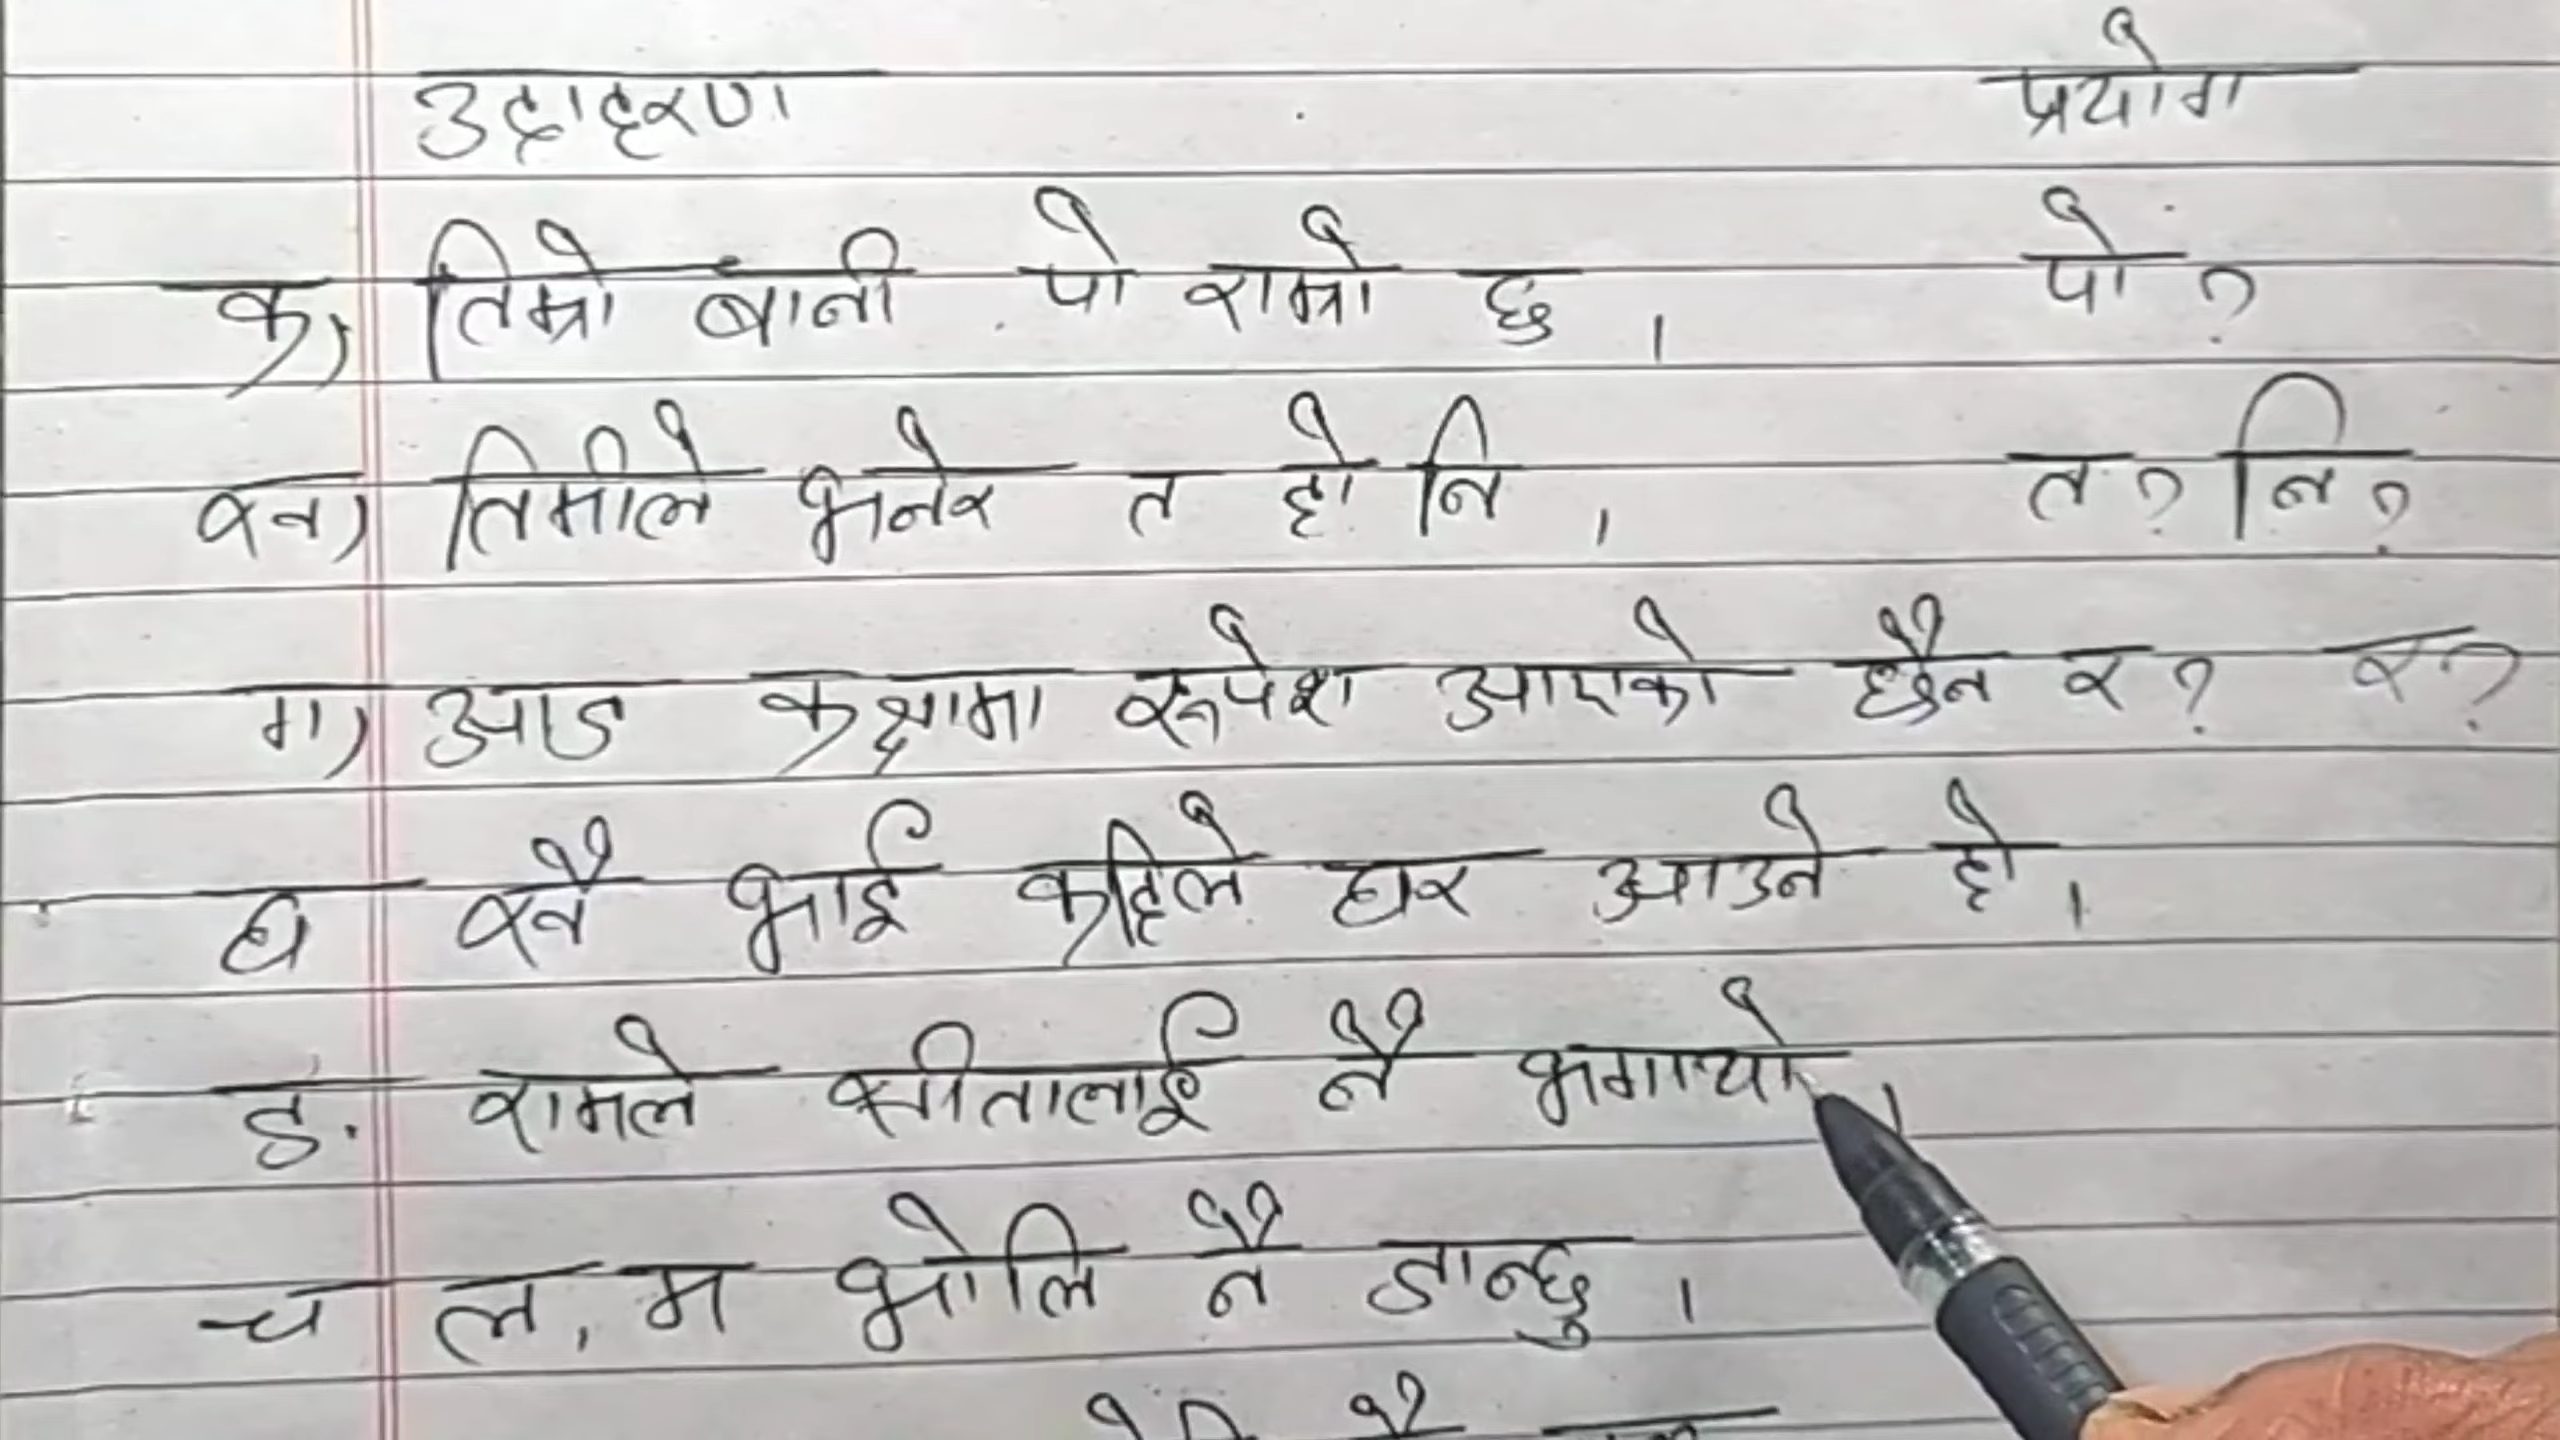 उदाहरण प्रयोग
क) तिम्रो बानी पो राम्रो छ । पो ?
ख) तिमीले भनेर त हो नि । त ? नि ?
ग) आज कक्षामा रूपेश आएको छैन र ? र ?
घ खै भाई कहिले घर आउने हो ।
ङ. रामले सीतालाई नै भगायो ।
च ल, म भोलि नै जान्छु ।